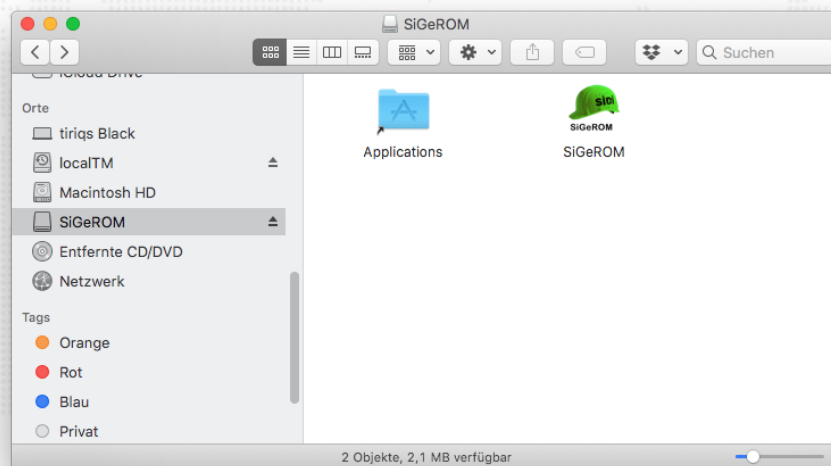 SiGeROM
Suchen
iCloud Drive
Orte
tiriqs Black
localTM
Macintosh HD
SiGeROM
Entfernte CD/DVD
Netzwerk
Tags
Orange
Rot
Blau
Privat
Applications
SiDi
SiGeROM
SiGeROM
2 Objekte, 2,1 MB verfügbar